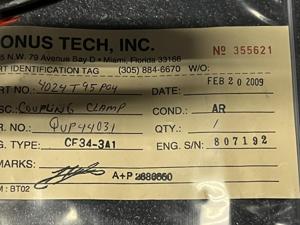 ONUS TECH, INC.
5 N.W. 79 Avenue Bay D • Miami, Florida 33166
RT IDENTIFICATION TAG (305) 884-6670 W/O:
Nº 355621
RT NO.: 4024T95P04 DATE: FEB 20 2009
SC.: COUPLING CLAMP COND.: AR
R. NO.: QUP44031 QTY.: 1
G. TYPE: CF34-3A1 ENG. S/N: 807192
MARKS:
A+P 2686660
M: BT02